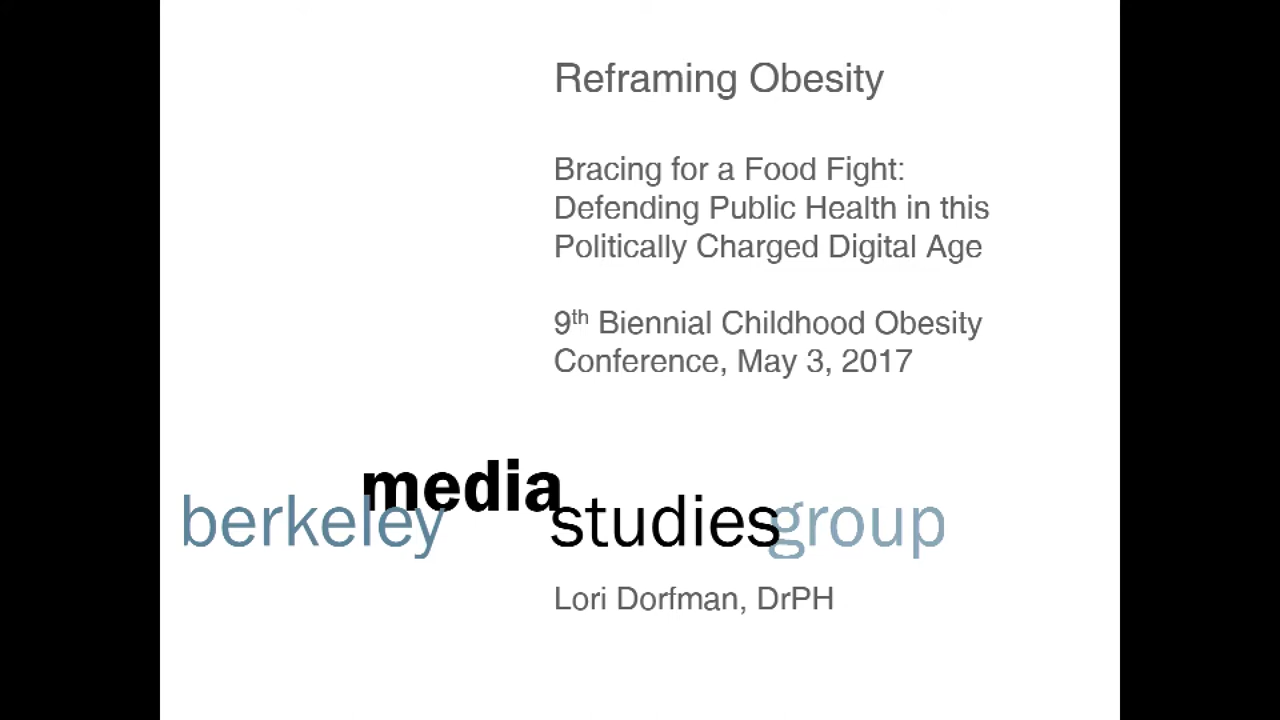 Reframing Obesity
Bracing for a Food Fight:
Defending Public Health in this
Politically Charged Digital Age
9th Biennial Childhood Obesity
Conference, May 3, 2017
berkeley media studies group
Lori Dorfman, DrPH